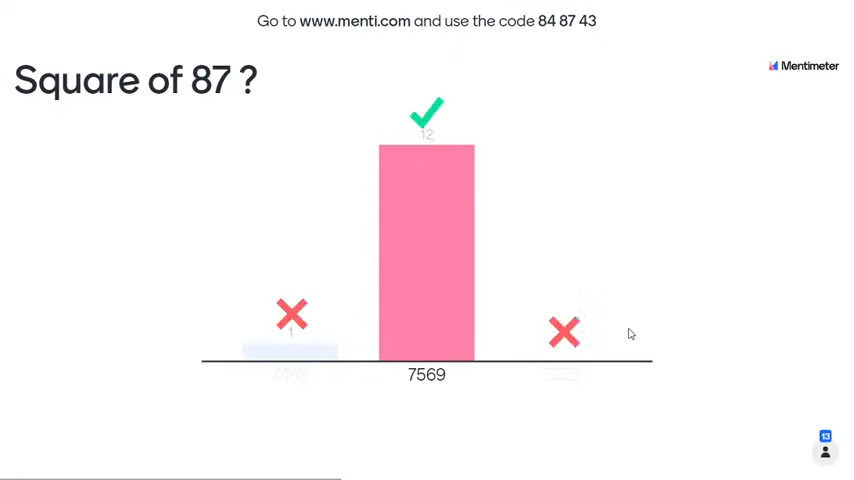 Go to www.menti.com and use the code 84 87 43
Mentimeter
Square of 87 ?
12
1
7569
13